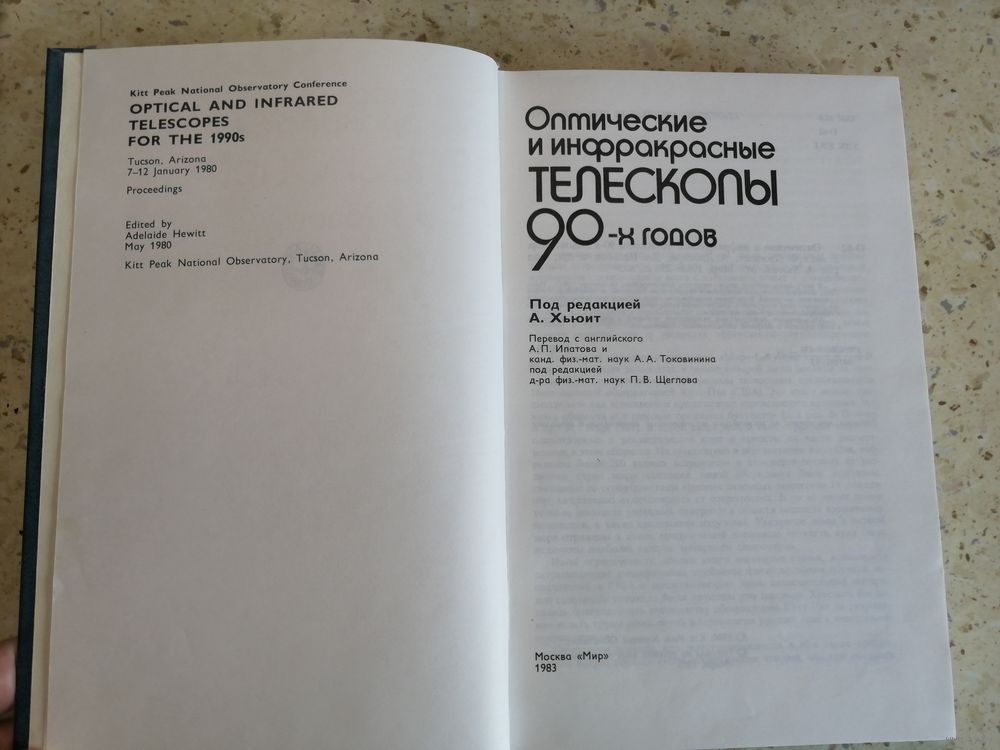 Kitt Peak National Observatory Conference
OPTICAL AND INFRARED
TELESCOPES
FOR THE 1990s
Tucson, Arizona
7–12 January 1980
Proceedings
Edited by
Adelaide Hewitt
May 1980
Kitt Peak National Observatory, Tucson, Arizona
Оптические
и инфракрасные
ТЕЛЕСКОПЫ
90-х годов
Под редакцией
А. Хьюит
Перевод с английского
А. П. Ипатова и
канд. физ.-мат. наук А. А. Токовинина
под редакцией
д-ра физ.-мат. наук П. В. Щеглова
Москва «Мир»
1983